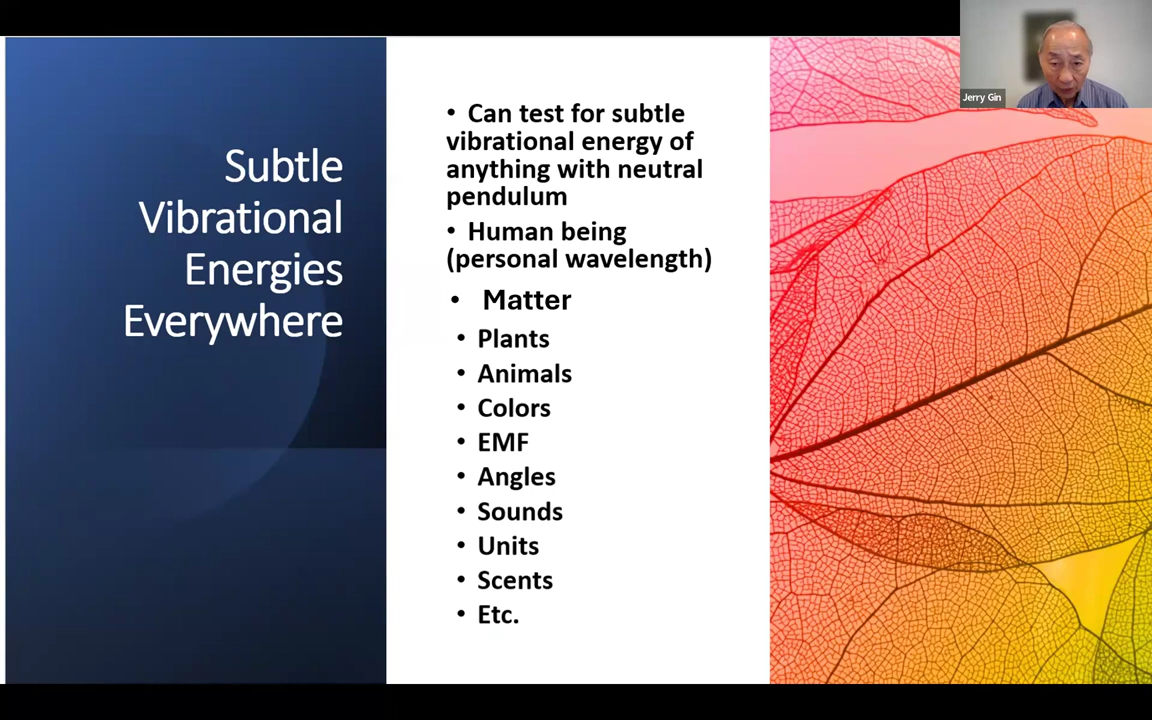 Subtle
Vibrational
Energies
Everywhere
• Can test for subtle
vibrational energy of
anything with neutral
pendulum
• Human being
(personal wavelength)
• Matter
• Plants
• Animals
• Colors
• EMF
• Angles
• Sounds
• Units
• Scents
• Etc.
Jerry Gin